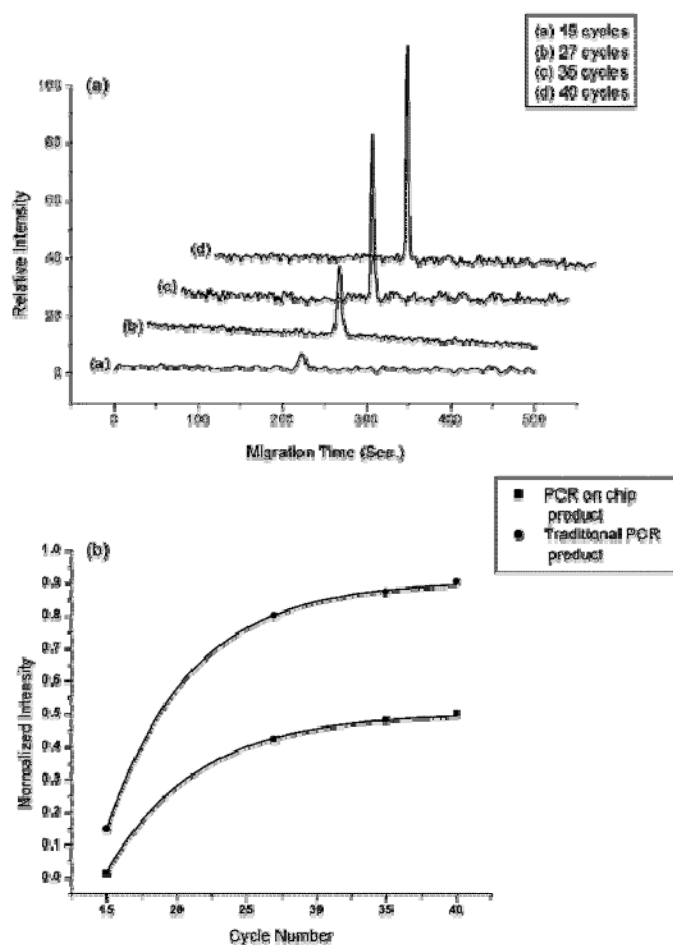 (a) 15 cycles
(b) 27 cycles
(c) 35 cycles
(d) 40 cycles
(a)
100
80
60
40
20
0
Relative Intensity
(d)
(c)
(b)
(a)
0 100 200 300 400 500
Migration Time (Sec.)
PCR on chip
product
Traditional PCR
product
(b)
1.0
0.9
0.8
0.7
0.6
0.5
0.4
0.3
0.2
0.1
0.0
Normalized Intensity
15 20 25 30 35 40
Cycle Number